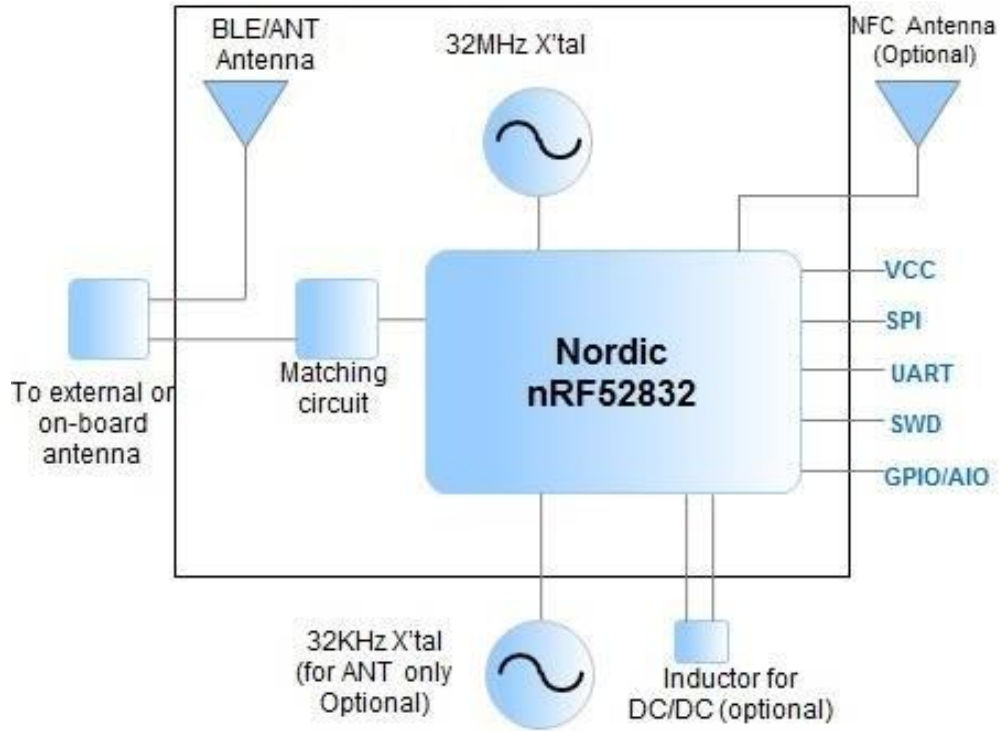 BLE/ANT
Antenna
32MHz X'tal
NFC Antenna
(Optional)
To external or
on-board
antenna
Matching
circuit
Nordic
nRF52832
VCC
SPI
UART
SWD
GPIO/AIO
32KHz X'tal
(for ANT only
Optional)
Inductor for
DC/DC (optional)